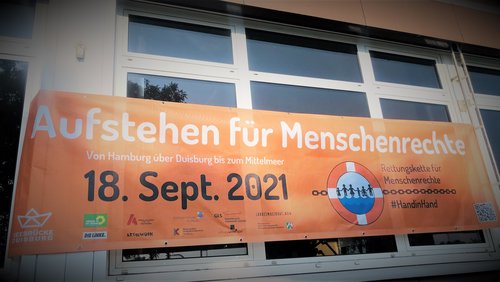 Aufstehen für Menschenrechte
Von Hamburg über Duisburg bis zum Mittelmeer
18. Sept. 2021
Rettungskette für
Menschenrechte
#HandinHand
DIE LINKE.
DUISBURG